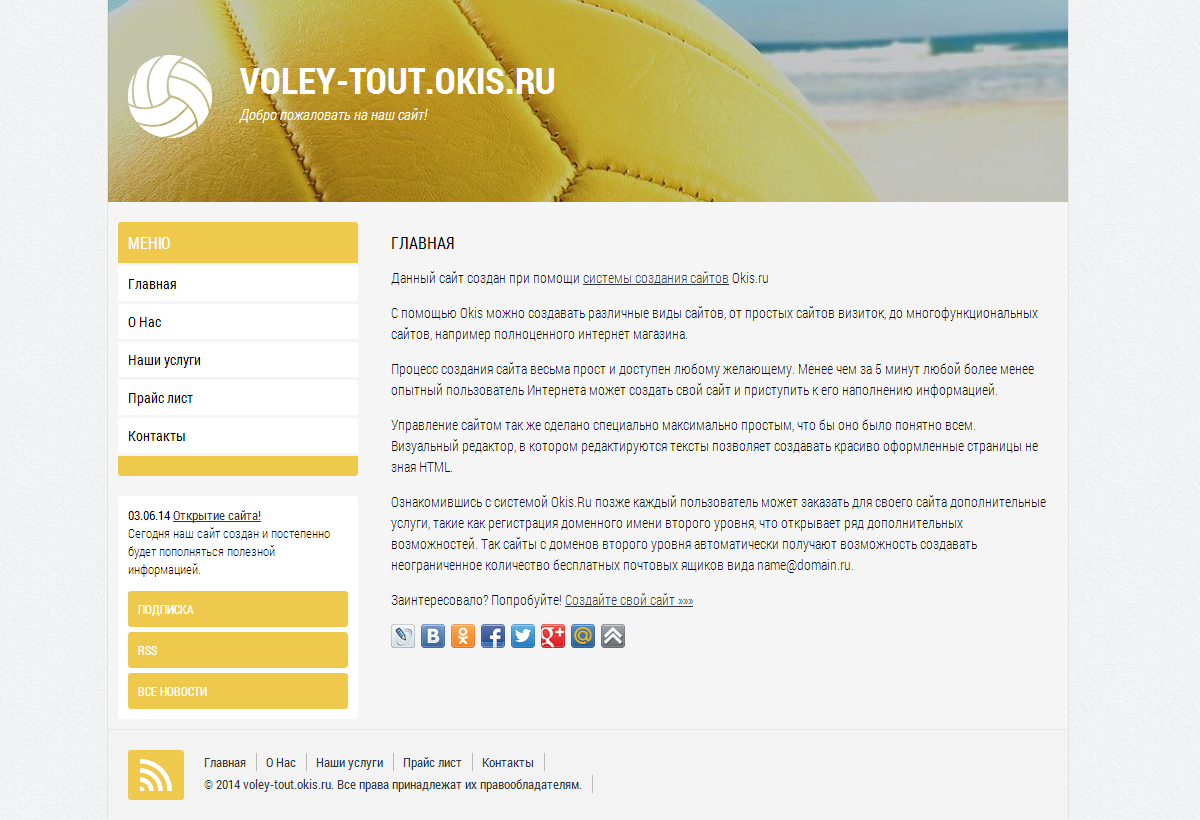 VOLEY-TOUT.OKIS.RU
Добро пожаловать на наш сайт!
МЕНЮ
Главная
О Нас
Наши услуги
Прайс лист
Контакты
03.06.14 Открытие сайта!
Сегодня наш сайт создан и постепенно
будет пополняться полезной
информацией.
ПОДПИСКА
RSS
ВСЕ НОВОСТИ
ГЛАВНАЯ
Данный сайт создан при помощи системы создания сайтов Okis.ru
С помощью Okis можно создавать различные виды сайтов, от простых сайтов визиток, до многофункциональных
сайтов, например полноценного интернет магазина.
Процесс создания сайта весьма прост и доступен любому желающему. Менее чем за 5 минут любой более менее
опытный пользователь Интернета может создать свой сайт и приступить к его наполнению информацией.
Управление сайтом так же сделано специально максимально простым, что бы оно было понятно всем.
Визуальный редактор, в котором редактируются тексты позволяет создавать красиво оформленные страницы не
зная HTML.
Ознакомившись с системой Okis.Ru позже каждый пользователь может заказать для своего сайта дополнительные
услуги, такие как регистрация доменного имени второго уровня, что открывает ряд дополнительных
возможностей. Так сайты с доменов второго уровня автоматически получают возможность создавать
неограниченное количество бесплатных почтовых ящиков вида name@domain.ru.
Заинтересовало? Попробуйте! Создайте свой сайт »»»
Главная
О Нас
Наши услуги
Прайс лист
Контакты
© 2014 voley-tout.okis.ru. Все права принадлежат их правообладателям.